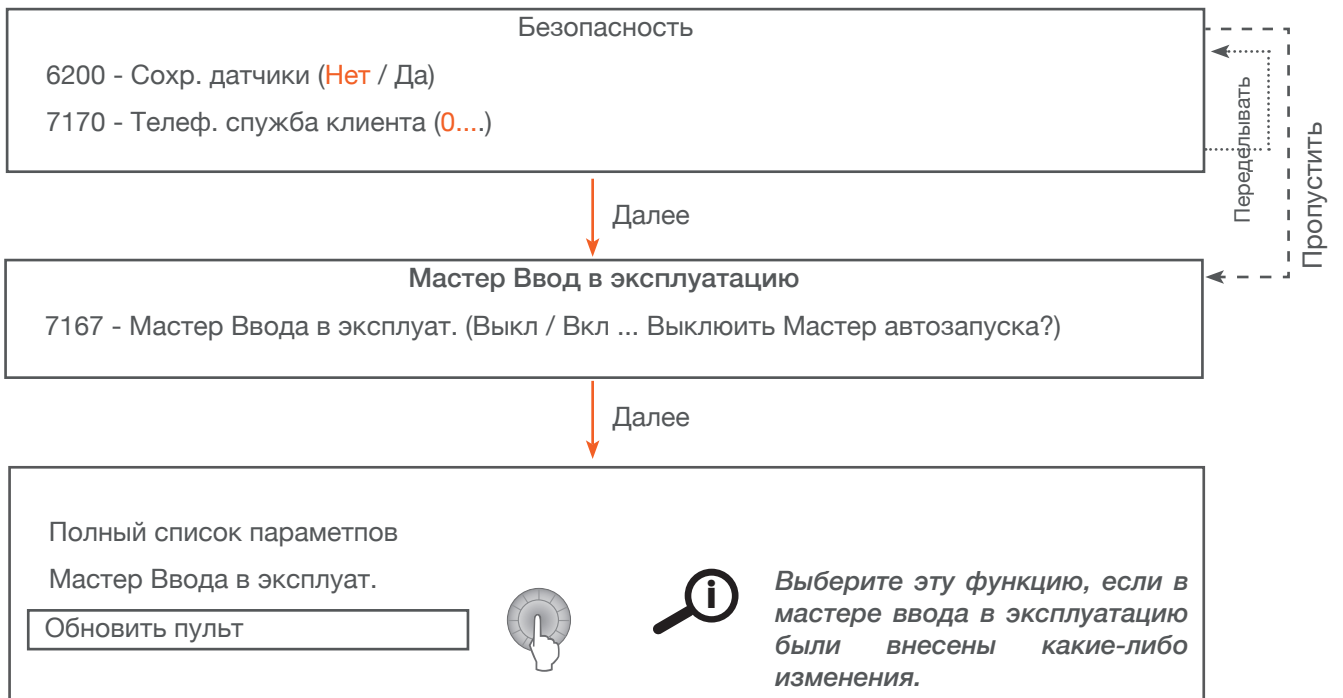 Безопасность
6200 - Сохр. датчики (Нет / Да)
7170 - Телеф. служба клиента (0....)
Переделывать
Пропустить
Далее
Мастер Ввод в эксплуатацию
7167 - Мастер Ввода в эксплуат. (Выкл / Вкл ... Выклюить Мастер автозапуска?)
Далее
Полный список параметпов
Мастер Ввода в эксплуат.
Обновить пульт
i
Выберите эту функцию, если в
мастере ввода в эксплуатацию
были внесены какие-либо
изменения.